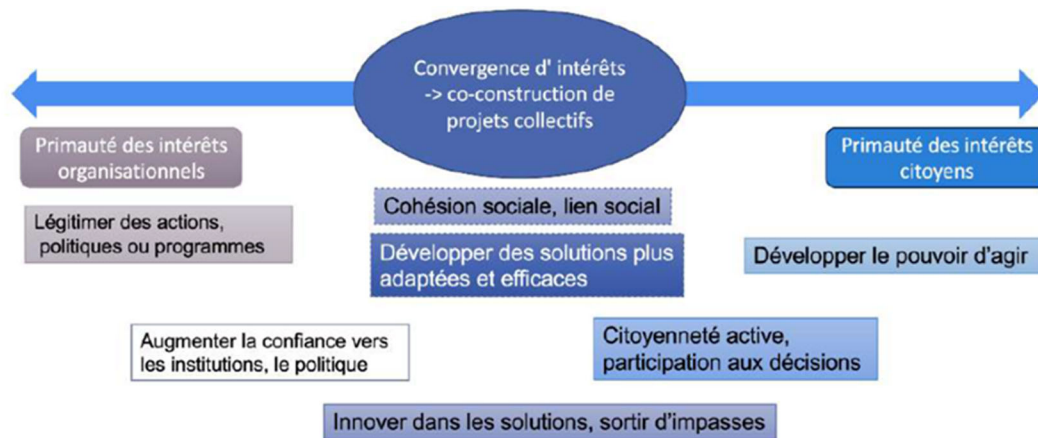 Convergence d' intérêts
-> co-construction de
projets collectifs
Primauté des intérêts
organisationnels
Primauté des intérêts
citoyens
Légitimer des actions,
politiques ou programmes
Cohésion sociale, lien social
Développer des solutions plus
adaptées et efficaces
Développer le pouvoir d'agir
Augmenter la confiance vers
les institutions, le politique
Citoyenneté active,
participation aux décisions
Innover dans les solutions, sortir d'impasses